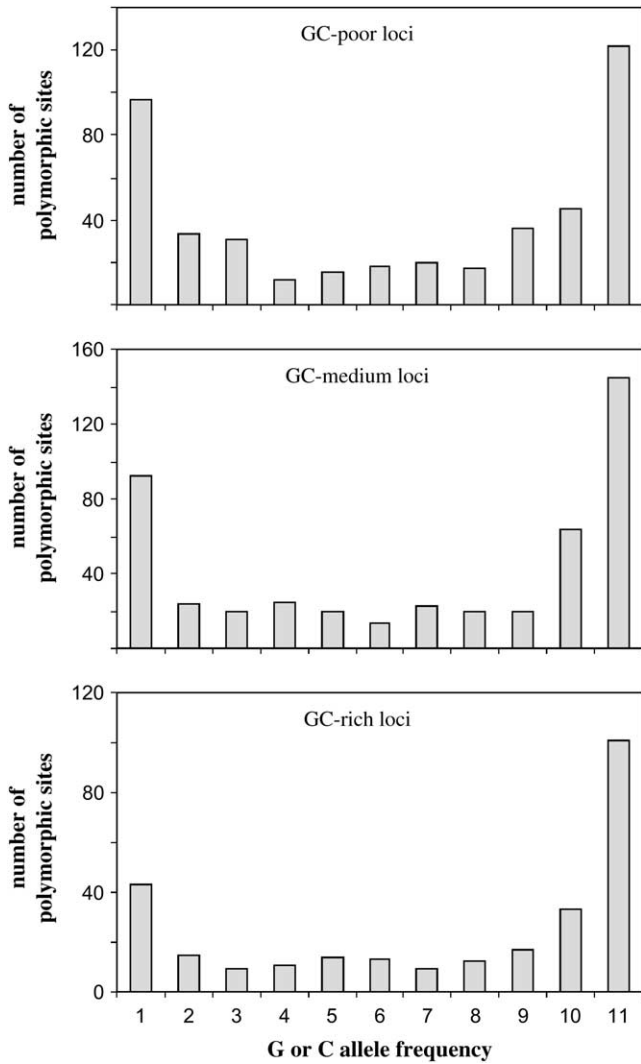 GC-poor loci
number of
polymorphic sites
120
80
40
GC-medium loci
number of
polymorphic sites
160
120
80
40
GC-rich loci
number of
polymorphic sites
120
80
40
0
1 2 3 4 5 6 7 8 9 10 11
G or C allele frequency